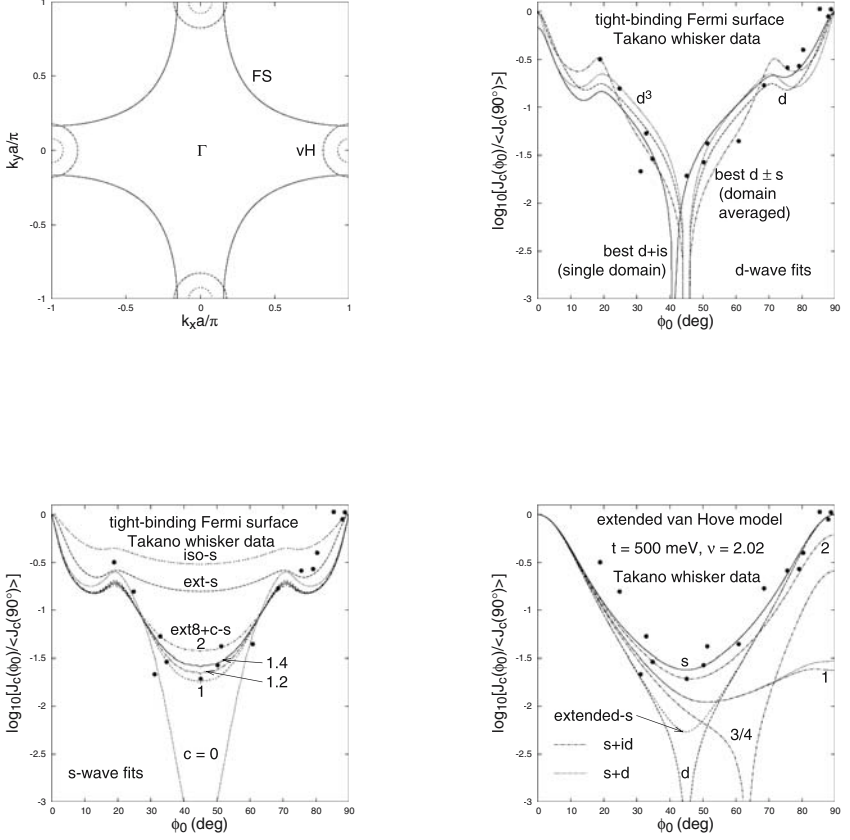 1
0.5
0
-0.5
-1
-1
-0.5
0
0.5
1
kya/π
kxa/π
FS
Γ
vH
0
-0.5
-1
-1.5
-2
-2.5
-3
0
10
20
30
40
50
60
70
80
90
log10[Jc(ϕ0)/<Jc(90°)>]
ϕ0 (deg)
tight-binding Fermi surface
Takano whisker data
d³
d
best d ± s
(domain
averaged)
best d+is
(single domain)
d-wave fits
0
-0.5
-1
-1.5
-2
-2.5
-3
0
10
20
30
40
50
60
70
80
90
log10[Jc(ϕ0)/<Jc(90°)>]
ϕ0 (deg)
tight-binding Fermi surface
Takano whisker data
iso-s
ext-s
ext8+c-s
2
1.4
1.2
1
c = 0
s-wave fits
0
-0.5
-1
-1.5
-2
-2.5
-3
0
10
20
30
40
50
60
70
80
90
log10[Jc(ϕ0)/<Jc(90°)>]
ϕ0 (deg)
extended van Hove model
t = 500 meV, ν = 2.02
Takano whisker data
2
s
1
extended-s
3/4
s+id
s+d
d